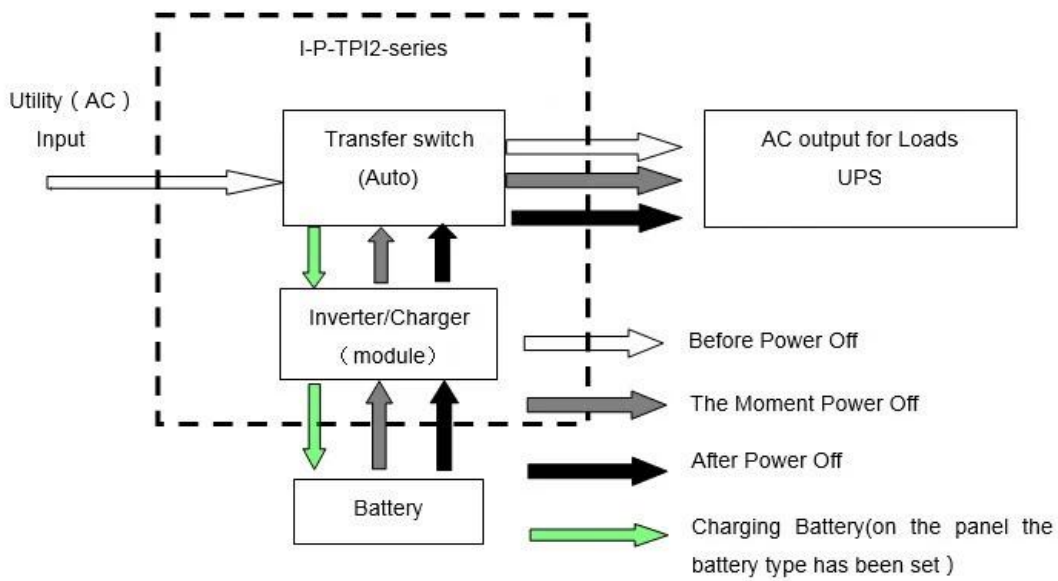 I-P-TPI2-series
Utility（AC）
Input
Transfer switch
(Auto)
AC output for Loads
UPS
Inverter/Charger
（module）
Before Power Off
The Moment Power Off
After Power Off
Battery
Charging Battery(on the panel the
battery type has been set）